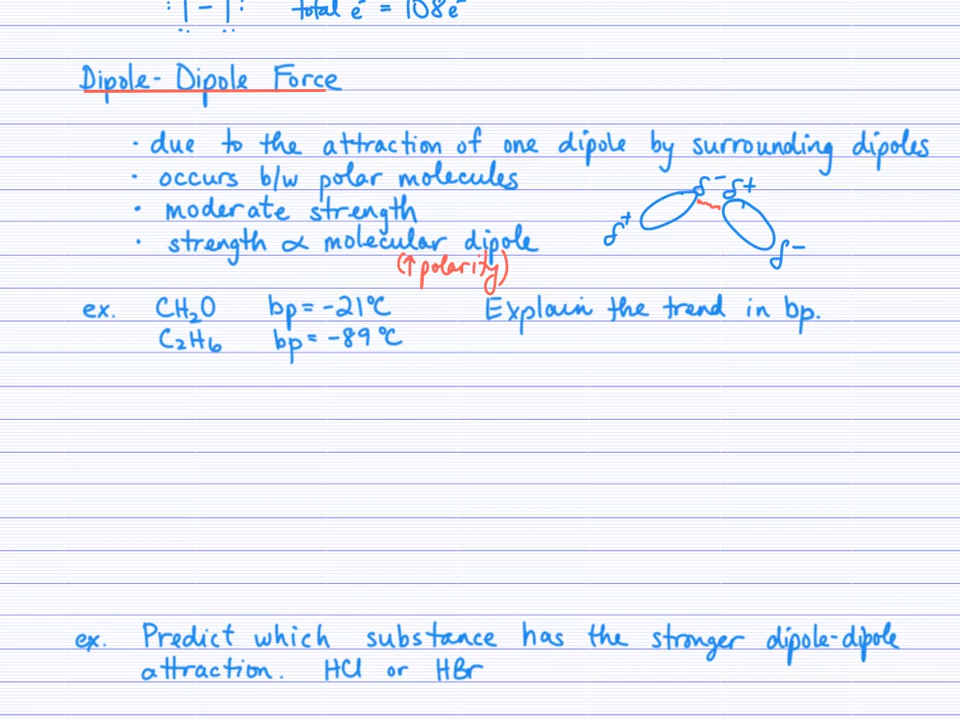 total e⁻ = 108e⁻
Dipole-Dipole Force
· due to the attraction of one dipole by surrounding dipoles
· occurs b/w polar molecules
· moderate strength
· strength ∝ molecular dipole
(↑ polarity)
δ+ δ- δ+ δ-
ex. CH₂O bp = -21°C Explain the trend in bp.
C₂H₆ bp = -89°C
ex. Predict which substance has the stronger dipole-dipole
attraction. HCl or HBr